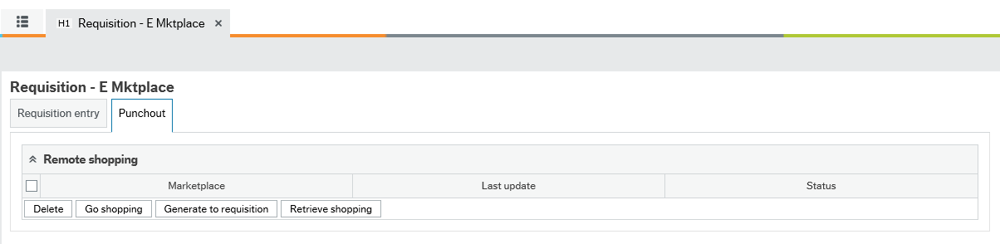 H1 Requisition - E Mktplace
Requisition - E Mktplace
Requisition entry Punchout
Remote shopping
Marketplace Last update Status
Delete Go shopping Generate to requisition Retrieve shopping